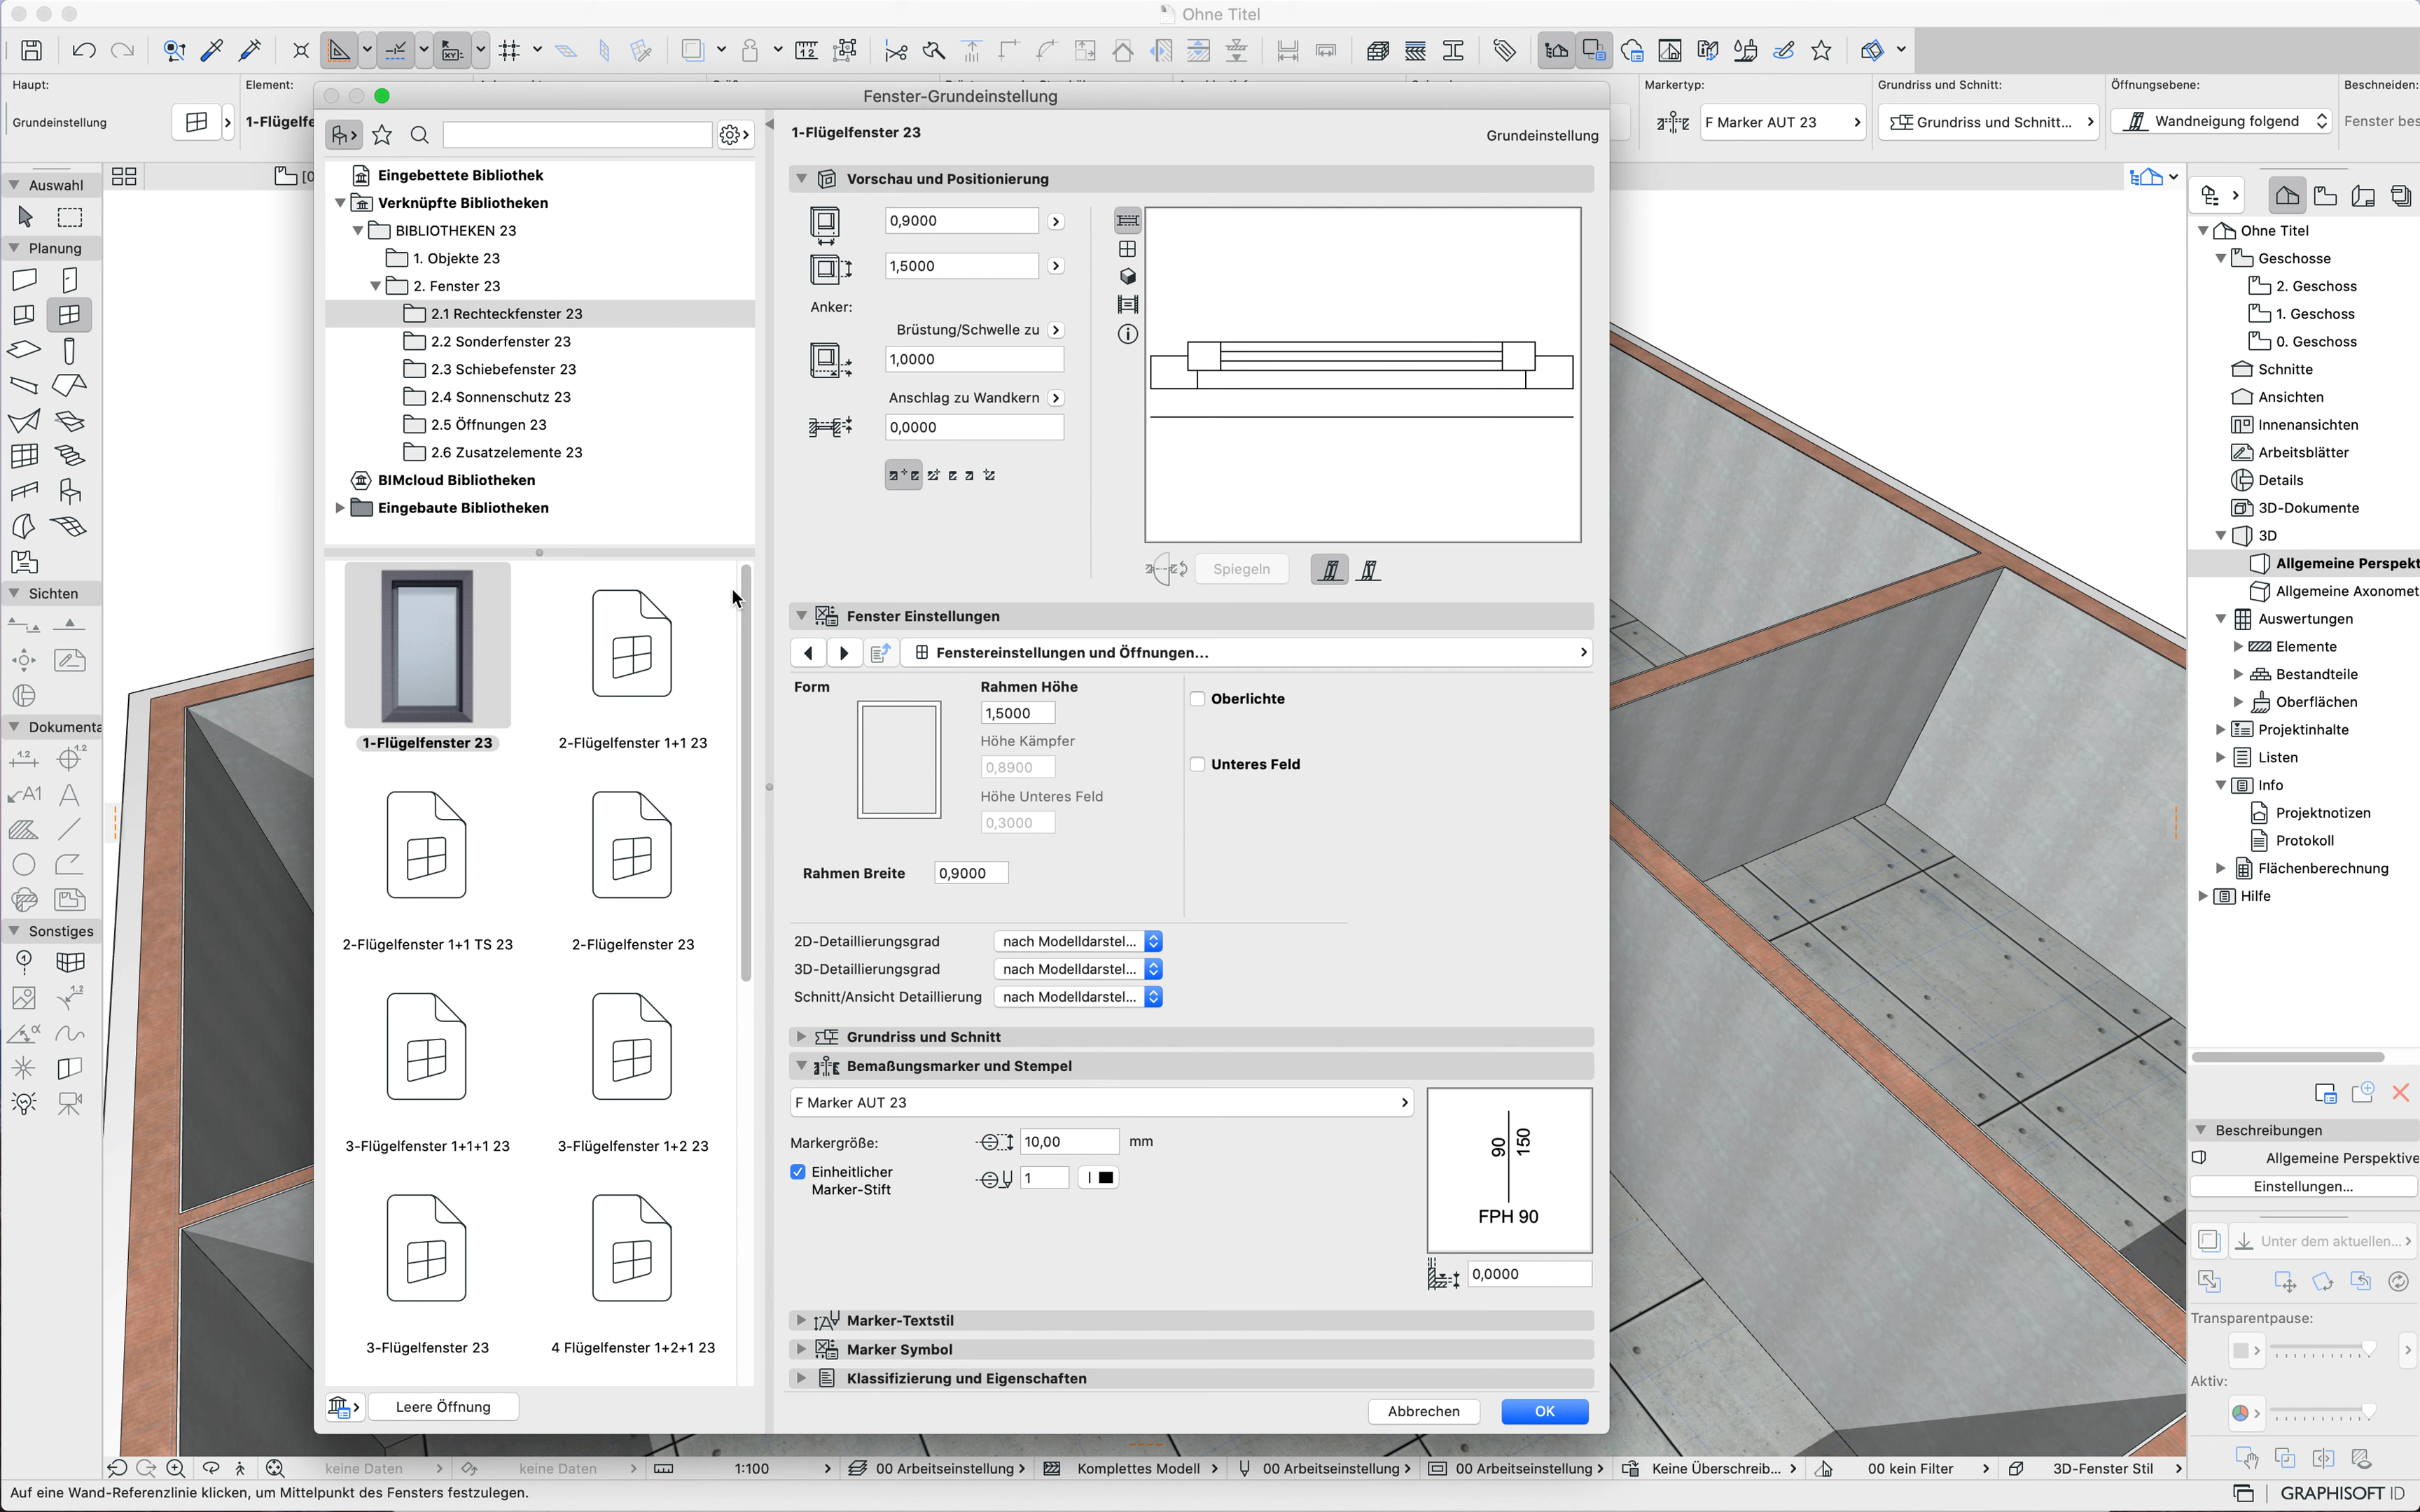 Ohne Titel
Haupt:
Element:
Markertyp:
Grundriss und Schnitt:
Öffnungsebene:
Beschneiden:
Grundeinstellung
1-Flügelfe
F Marker AUT 23
Grundriss und Schnitt...
Wandneigung folgend
Fenster bes
Fenster-Grundeinstellung
Auswahl
Planung
Sichten
Dokumenta
Sonstiges
Eingebettete Bibliothek
Verknüpfte Bibliotheken
BIBLIOTHEKEN 23
1. Objekte 23
2. Fenster 23
2.1 Rechteckfenster 23
2.2 Sonderfenster 23
2.3 Schiebefenster 23
2.4 Sonnenschutz 23
2.5 Öffnungen 23
2.6 Zusatzelemente 23
BIMcloud Bibliotheken
Eingebaute Bibliotheken
1-Flügelfenster 23
2-Flügelfenster 1+1 23
2-Flügelfenster 1+1 TS 23
2-Flügelfenster 23
3-Flügelfenster 1+1+1 23
3-Flügelfenster 1+2 23
3-Flügelfenster 23
4 Flügelfenster 1+2+1 23
Leere Öffnung
1-Flügelfenster 23
Grundeinstellung
Vorschau und Positionierung
0,9000
1,5000
Anker:
Brüstung/Schwelle zu
1,0000
Anschlag zu Wandkern
0,0000
Spiegeln
Fenster Einstellungen
Fenstereinstellungen und Öffnungen...
Form
Rahmen Höhe
1,5000
Höhe Kämpfer
0,8900
Höhe Unteres Feld
0,3000
Oberlichte
Unteres Feld
Rahmen Breite
0,9000
2D-Detaillierungsgrad
nach Modelldarstel...
3D-Detaillierungsgrad
nach Modelldarstel...
Schnitt/Ansicht Detaillierung
nach Modelldarstel...
Grundriss und Schnitt
Bemaßungsmarker und Stempel
F Marker AUT 23
Markergröße:
10,00
mm
Einheitlicher
Marker-Stift
1
90
150
FPH 90
0,0000
Marker-Textstil
Marker Symbol
Klassifizierung und Eigenschaften
Abbrechen
OK
Ohne Titel
Geschosse
2. Geschoss
1. Geschoss
0. Geschoss
Schnitte
Ansichten
Innenansichten
Arbeitsblätter
Details
3D-Dokumente
3D
Allgemeine Perspekt
Allgemeine Axonomet
Auswertungen
Elemente
Bestandteile
Oberflächen
Projektinhalte
Listen
Info
Projektnotizen
Protokoll
Flächenberechnung
Hilfe
Beschreibungen
Allgemeine Perspektive
Einstellungen...
Unter dem aktuellen...
Transparentpause:
Aktiv:
keine Daten
keine Daten
1:100
00 Arbeitseinstellung
Komplettes Modell
00 Arbeitseinstellung
00 Arbeitseinstellung
Keine Überschreib...
00 kein Filter
3D-Fenster Stil
Auf eine Wand-Referenzlinie klicken, um Mittelpunkt des Fensters festzulegen.
GRAPHISOFT ID